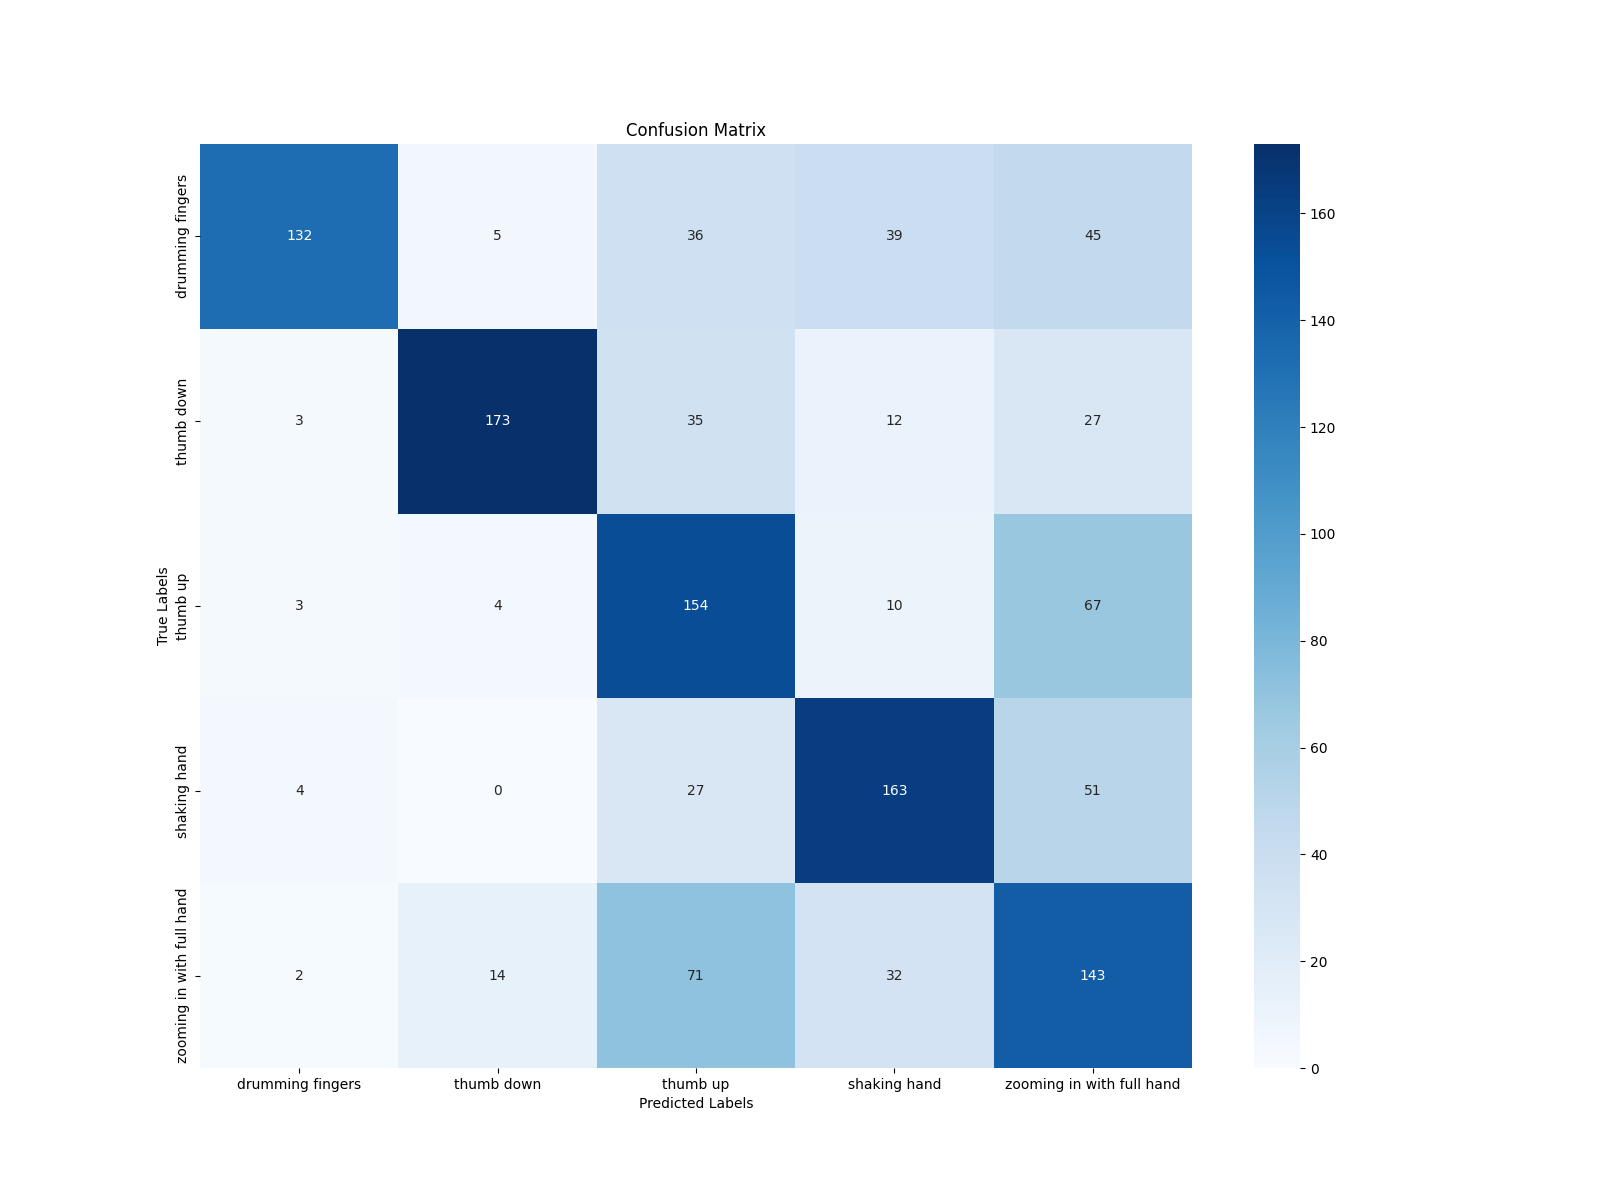 Confusion Matrix
drumming fingers
132 5 36 39 45
thumb down
3 173 35 12 27
True Labels
thumb up
3 4 154 10 67
shaking hand
4 0 27 163 51
zooming in with full hand
2 14 71 32 143
drumming fingers thumb down thumb up shaking hand zooming in with full hand
Predicted Labels
160
140
120
100
80
60
40
20
0